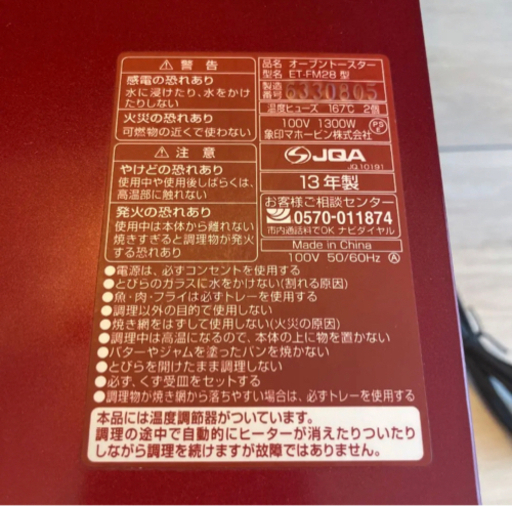 ⚠ 警告
感電の恐れあり
水に浸けたり、水をかけ
たりしない
火災の恐れあり
可燃物の近くで使わない
⚠ 注意
やけどの恐れあり
使用中や使用後しばらくは、
高温部に触れない
発火の恐れあり
使用中は本体から離れない
焼きすぎると調理物が発火
する恐れあり
品名 オーブントースター
型名 ET-FM28 型
製造番号
温度ヒューズ 167℃ 2個
100V 1300W
象印マホービン株式会社
JQA
JQ10191
13年製
お客様ご相談センター
0570-011874
市内通話料でOK ナビダイヤル
Made in China
100V 50/60Hz Ⓐ
●電源は、必ずコンセントを使用する
●とびらのガラスに水をかけない(割れる原因)
●魚・肉・フライは必ずトレーを使用する
●調理以外の目的で使用しない
●焼き網をはずして使用しない(火災の原因)
●調理中は高温になるので、本体の上に物を置かない
●バターやジャムを塗ったパンを焼かない
●とびらを開けたまま調理しない
●必ず、くず受皿をセットする
●調理物が焼き網から落ちやすい場合は、必ずトレーを使用する
本品には温度調節器がついています。
調理の途中で自動的にヒーターが消えたりついたり
しながら調理を続けますが故障ではありません。